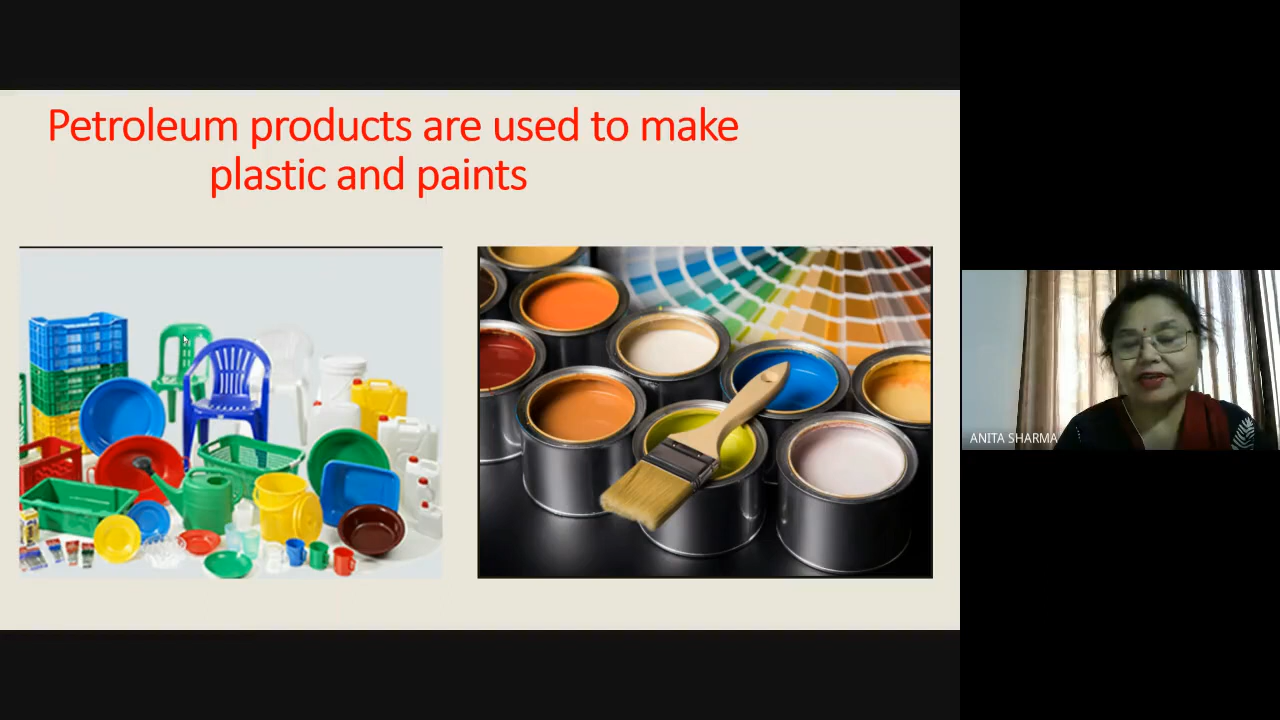 Petroleum products are used to make
plastic and paints
ANITA SHARMA